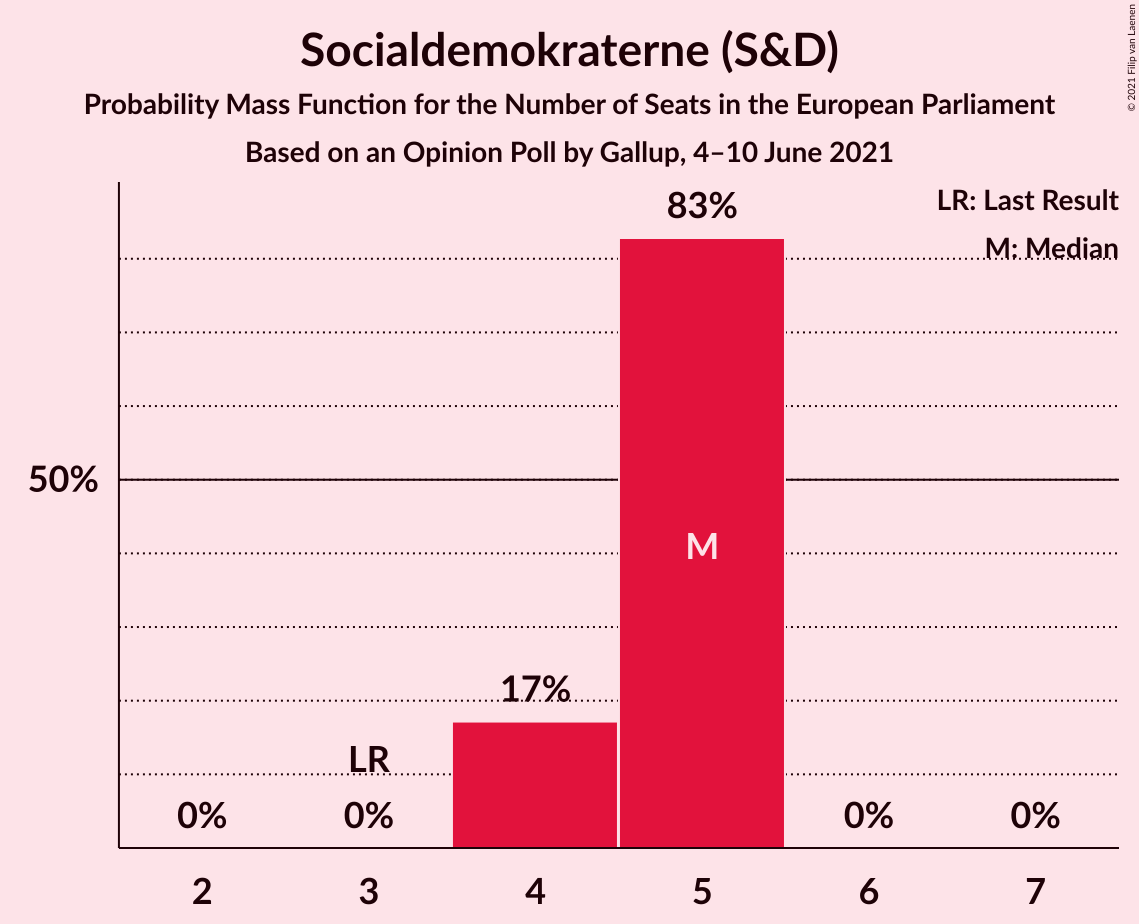 Socialdemokraterne (S&D)
Probability Mass Function for the Number of Seats in the European Parliament
Based on an Opinion Poll by Gallup, 4–10 June 2021
© 2021 Filip van Laenen
LR: Last Result
M: Median
83%
50%
M
17%
LR
0% 0% 0% 0%
2 3 4 5 6 7